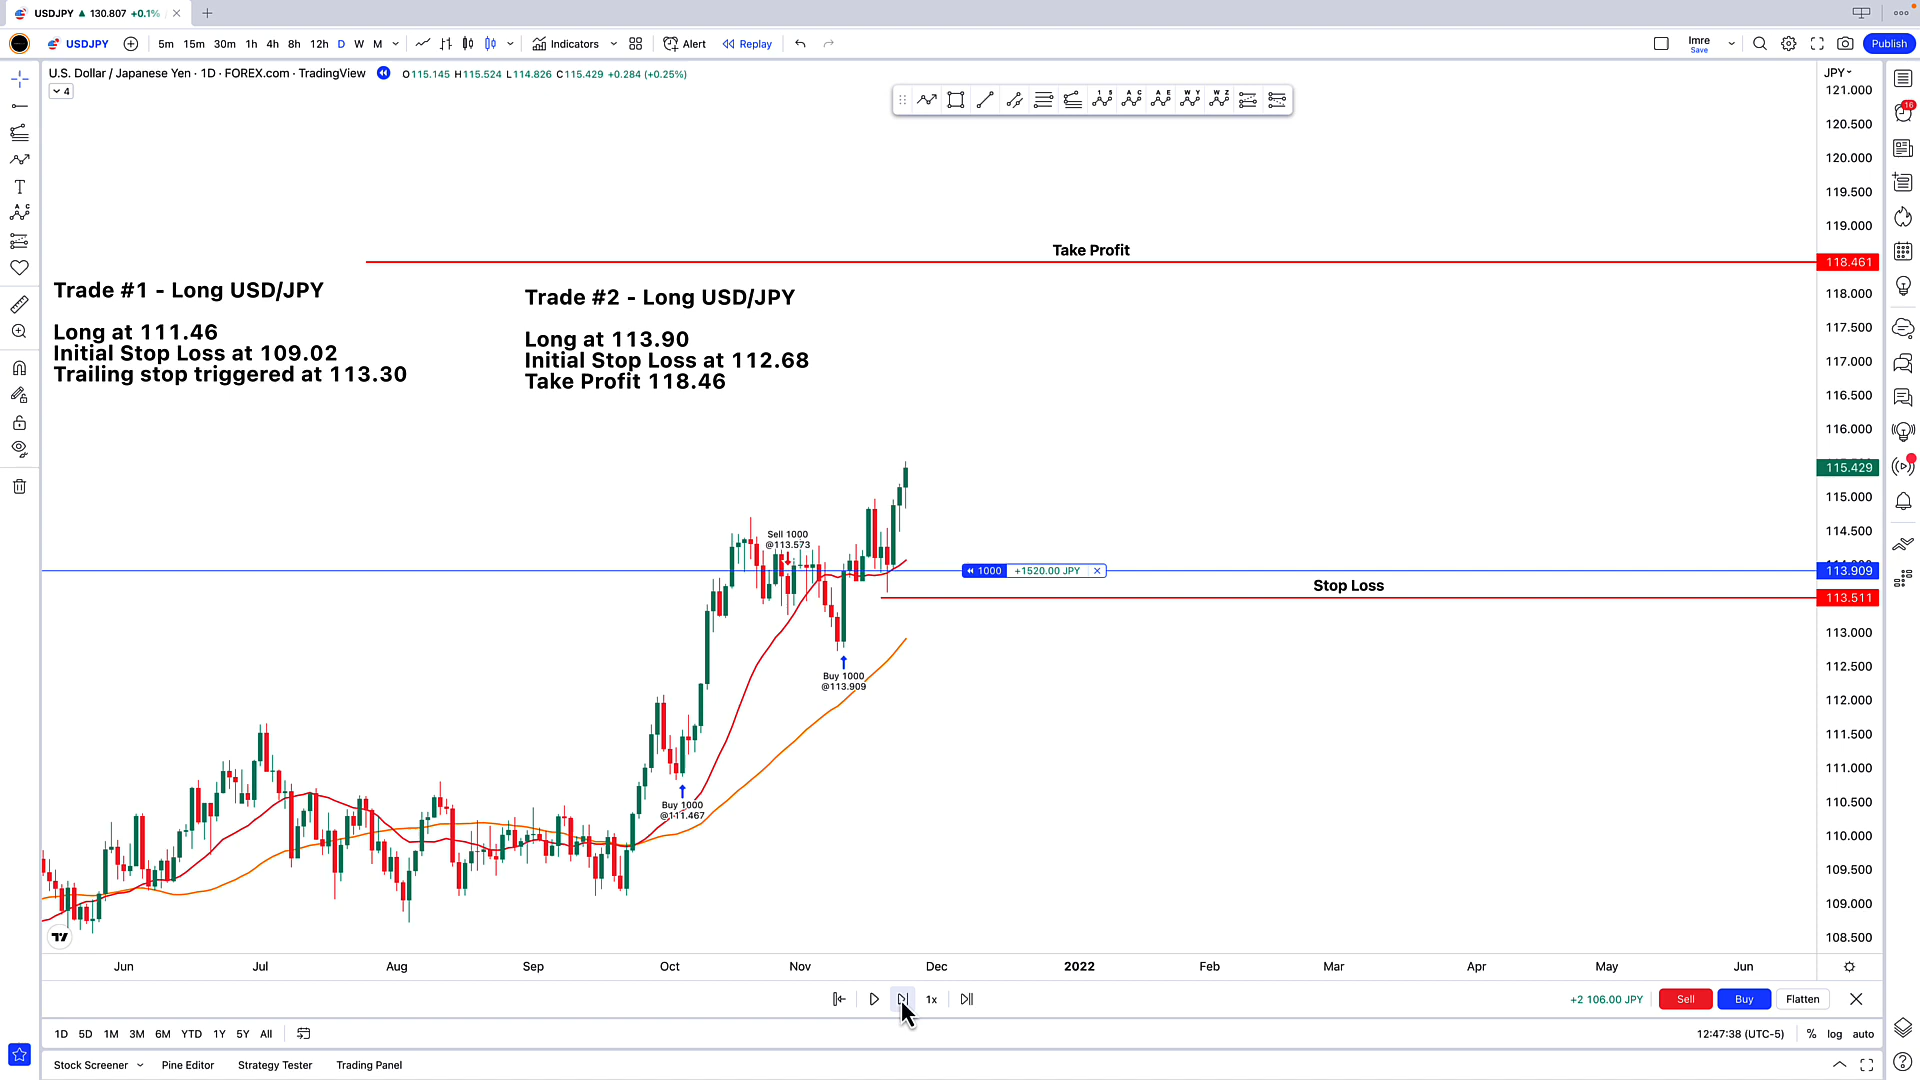 USDJPY ▲ 130.807 +0.1%
USDJPY 5m 15m 30m 1h 4h 8h 12h D W M Indicators Alert Replay Imre Save Publish
U.S. Dollar / Japanese Yen · 1D · FOREX.com · TradingView O115.145 H115.524 L114.826 C115.429 +0.284 (+0.25%)
JPY
4
121.000
120.500
120.000
119.500
119.000
Take Profit
118.461
118.000
117.500
117.000
116.500
116.000
Trade #1 - Long USD/JPY
Long at 111.46
Initial Stop Loss at 109.02
Trailing stop triggered at 113.30
Trade #2 - Long USD/JPY
Long at 113.90
Initial Stop Loss at 112.68
Take Profit 118.46
115.429
115.000
114.500
Sell 1000
@113.573
1000 +1520.00 JPY
113.909
Stop Loss
113.511
113.000
112.500
Buy 1000
@113.909
112.000
111.500
111.000
110.500
Buy 1000
@111.467
110.000
109.500
109.000
108.500
Jun Jul Aug Sep Oct Nov Dec 2022 Feb Mar Apr May Jun
1x
+2 106.00 JPY Sell Buy Flatten
1D 5D 1M 3M 6M YTD 1Y 5Y All
12:47:38 (UTC-5) % log auto
Stock Screener Pine Editor Strategy Tester Trading Panel
16